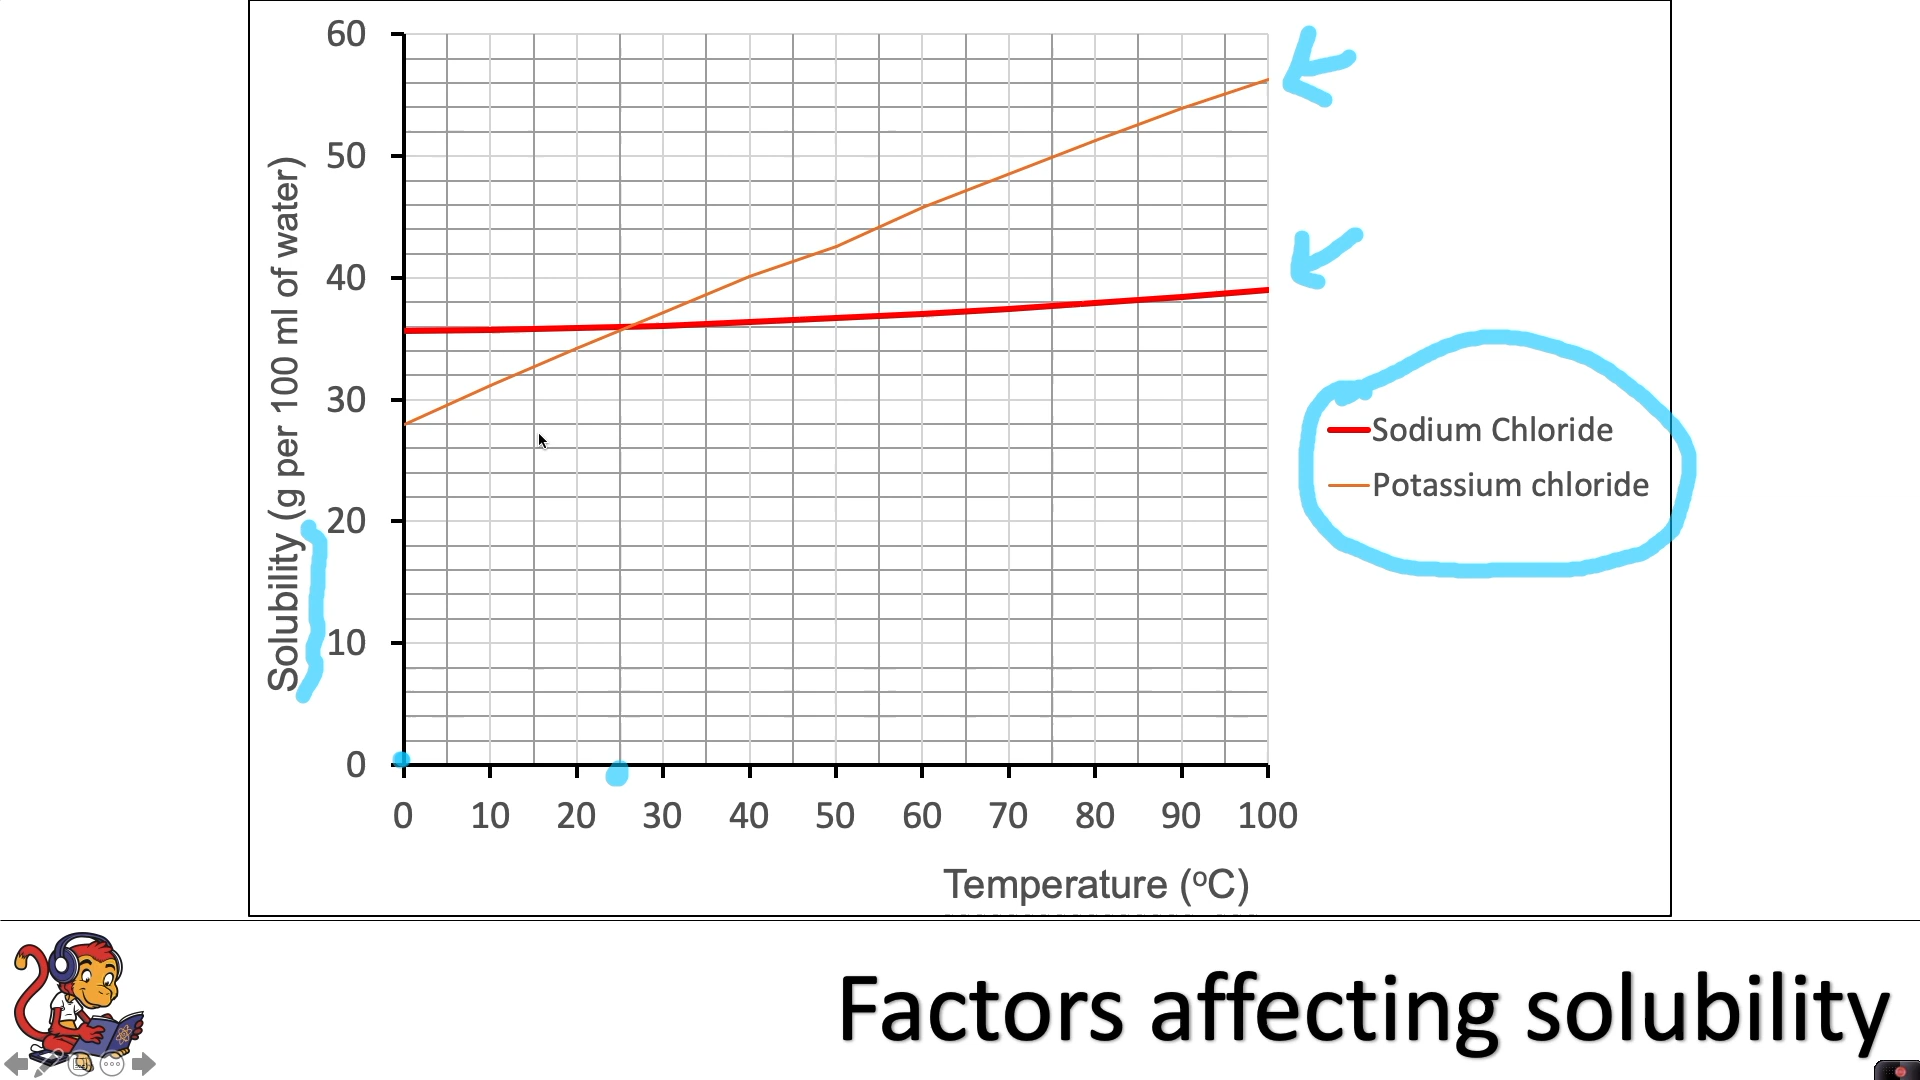 60
50
40
30
20
10
0
Solubility (g per 100 ml of water)
0 10 20 30 40 50 60 70 80 90 100
Temperature (ºC)
Sodium Chloride
Potassium chloride
Factors affecting solubility